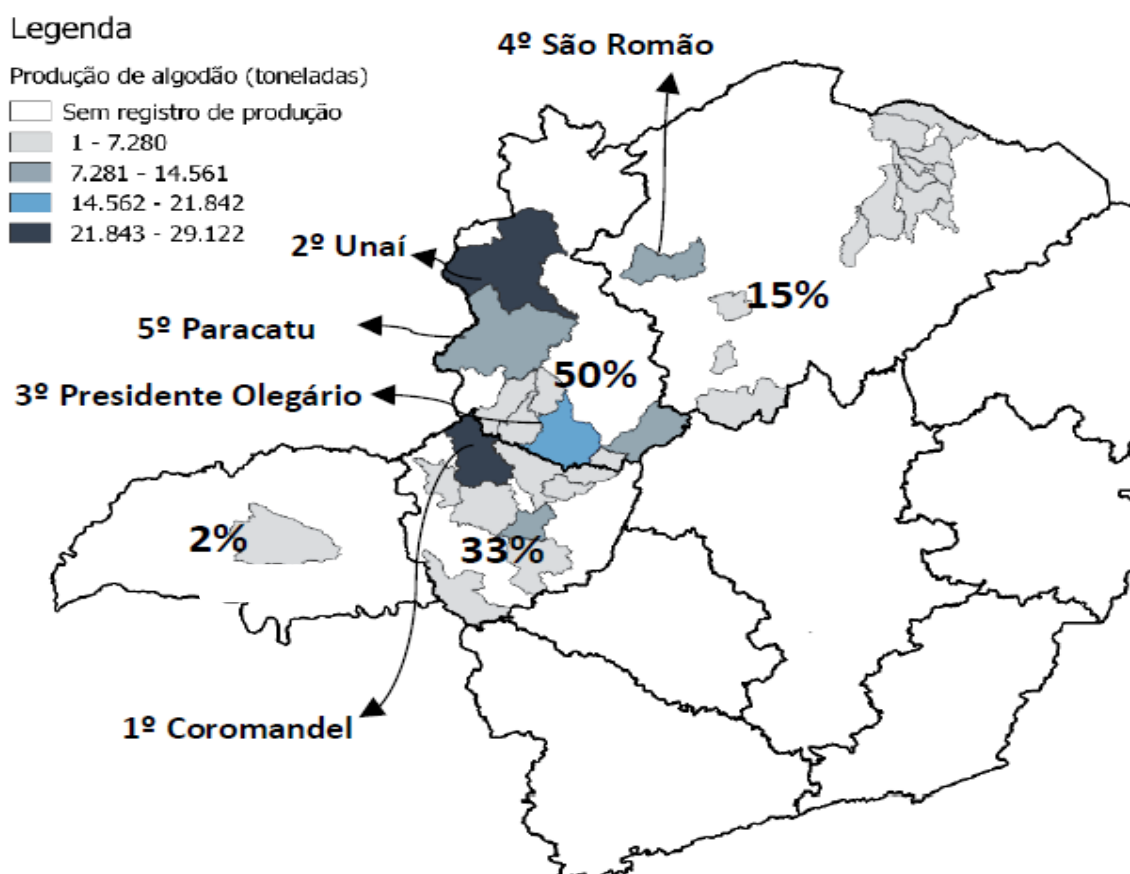 Legenda
Produção de algodão (toneladas)
Sem registro de produção
1 - 7.280
7.281 - 14.561
14.562 - 21.842
21.843 - 29.122
4º São Romão
2º Unaí
15%
5º Paracatu
50%
3º Presidente Olegário
2%
33%
1º Coromandel